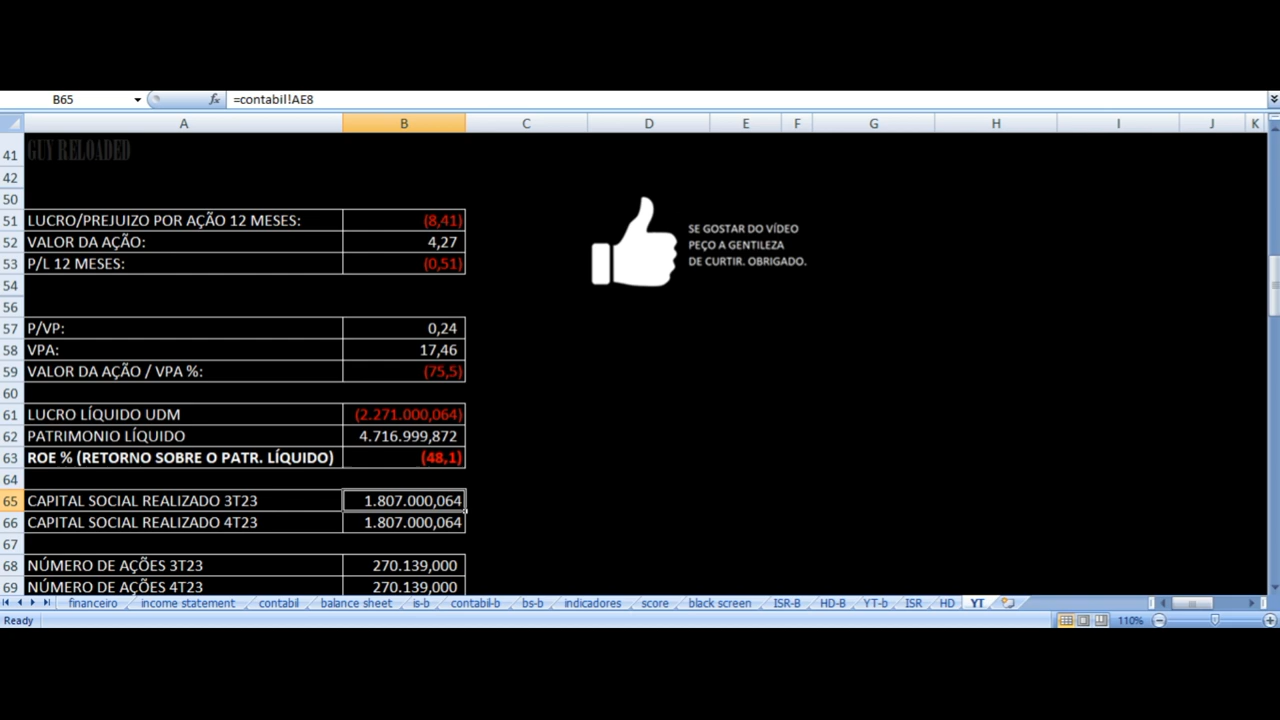 B65 fx =contabil!AE8
A B C D E F G H I J K
41 GUY RELOADED
42
50
51 LUCRO/PREJUIZO POR AÇÃO 12 MESES: (8,41)
52 VALOR DA AÇÃO: 4,27
53 P/L 12 MESES: (0,51)
54
56
57 P/VP: 0,24
58 VPA: 17,46
59 VALOR DA AÇÃO / VPA %: (75,5)
60
61 LUCRO LÍQUIDO UDM (2.271.000,064)
62 PATRIMONIO LÍQUIDO 4.716.999,872
63 ROE % (RETORNO SOBRE O PATR. LÍQUIDO) (48,1)
64
65 CAPITAL SOCIAL REALIZADO 3T23 1.807.000,064
66 CAPITAL SOCIAL REALIZADO 4T23 1.807.000,064
67
68 NÚMERO DE AÇÕES 3T23 270.139,000
69 NÚMERO DE AÇÕES 4T23 270.139,000
SE GOSTAR DO VÍDEO
PEÇO A GENTILEZA
DE CURTIR. OBRIGADO.
financeiro income statement contabil balance sheet is-b contabil-b bs-b indicadores score black screen ISR-B HD-B YT-b ISR HD YT
Ready 110%